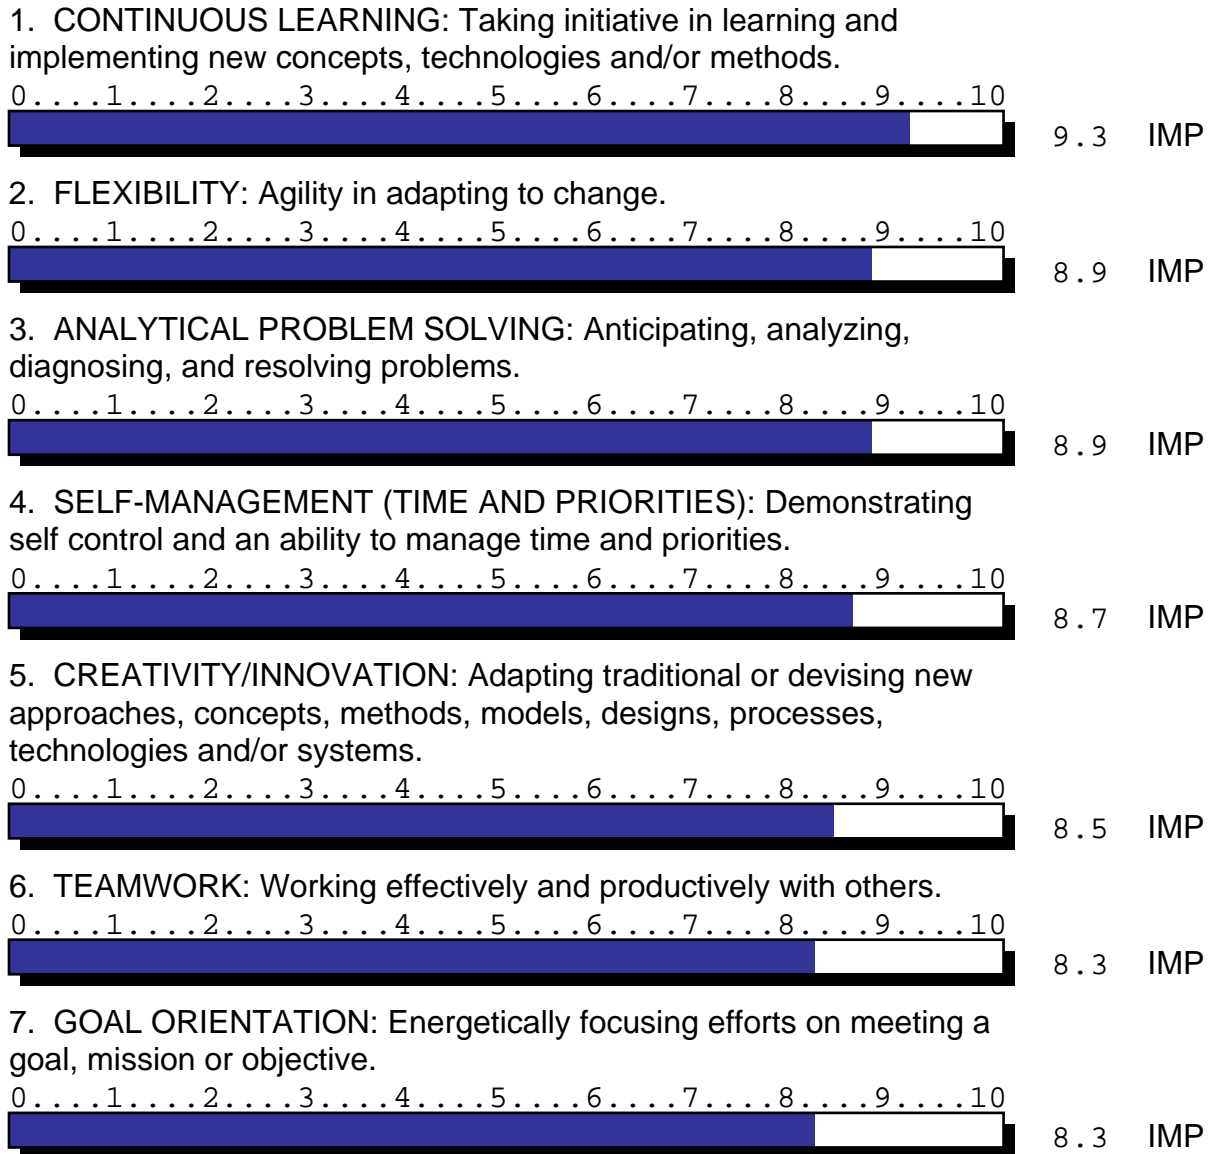 1.  CONTINUOUS LEARNING: Taking initiative in learning and
implementing new concepts, technologies and/or methods.
0....1....2....3....4....5....6....7....8....9....10
9.3 IMP
2.  FLEXIBILITY: Agility in adapting to change.
0....1....2....3....4....5....6....7....8....9....10
8.9 IMP
3.  ANALYTICAL PROBLEM SOLVING: Anticipating, analyzing,
diagnosing, and resolving problems.
0....1....2....3....4....5....6....7....8....9....10
8.9 IMP
4.  SELF-MANAGEMENT (TIME AND PRIORITIES): Demonstrating
self control and an ability to manage time and priorities.
0....1....2....3....4....5....6....7....8....9....10
8.7 IMP
5.  CREATIVITY/INNOVATION: Adapting traditional or devising new
approaches, concepts, methods, models, designs, processes,
technologies and/or systems.
0....1....2....3....4....5....6....7....8....9....10
8.5 IMP
6.  TEAMWORK: Working effectively and productively with others.
0....1....2....3....4....5....6....7....8....9....10
8.3 IMP
7.  GOAL ORIENTATION: Energetically focusing efforts on meeting a
goal, mission or objective.
0....1....2....3....4....5....6....7....8....9....10
8.3 IMP